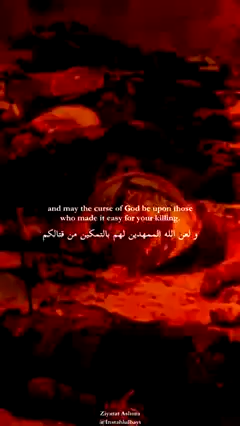 and may the curse of God be upon those
who made it easy for your killing.
و لعن الله الممهدين لهم بالتمكين من قتالكم
Ziyarat Ashura